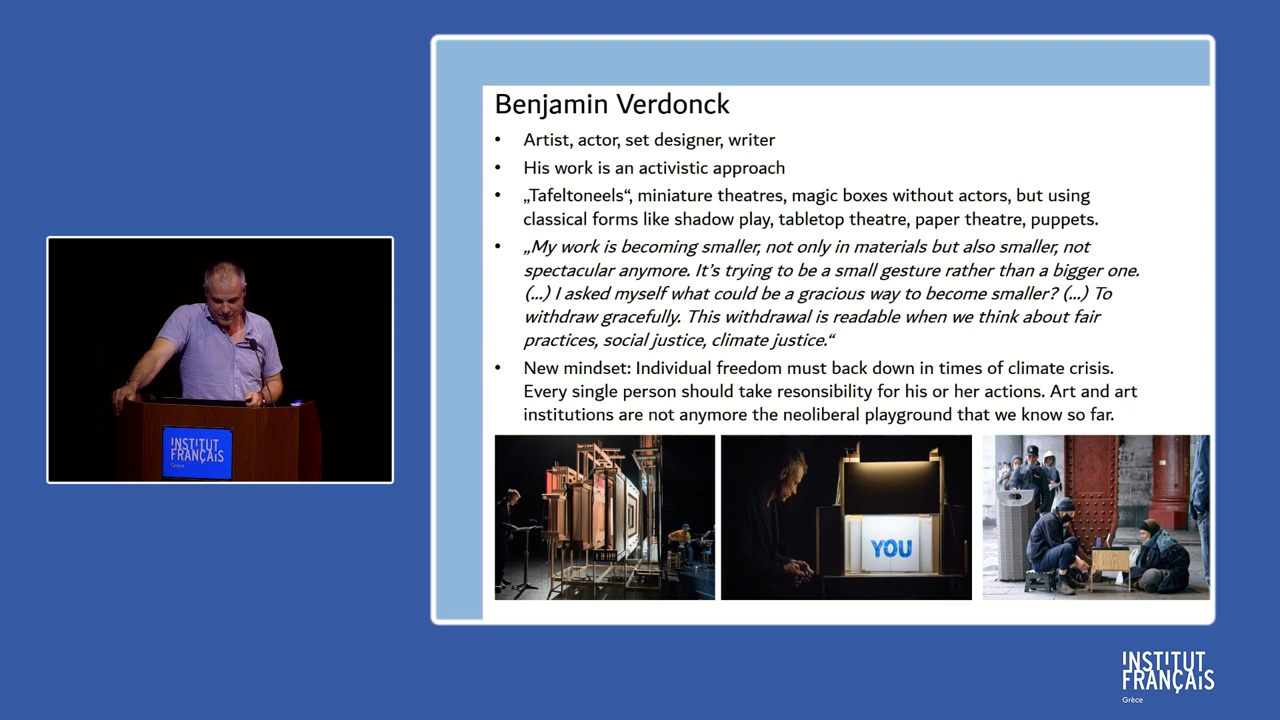 Benjamin Verdonck
• Artist, actor, set designer, writer
• His work is an activistic approach
• „Tafeltoneels“, miniature theatres, magic boxes without actors, but using
classical forms like shadow play, tabletop theatre, paper theatre, puppets.
• „My work is becoming smaller, not only in materials but also smaller, not
spectacular anymore. It’s trying to be a small gesture rather than a bigger one.
(...) I asked myself what could be a gracious way to become smaller? (...) To
withdraw gracefully. This withdrawal is readable when we think about fair
practices, social justice, climate justice.“
• New mindset: Individual freedom must back down in times of climate crisis.
Every single person should take resonsibility for his or her actions. Art and art
institutions are not anymore the neoliberal playground that we know so far.
YOU
INSTITUT
FRANÇAIS
Grèce
INSTITUT
FRANÇAIS
Grèce